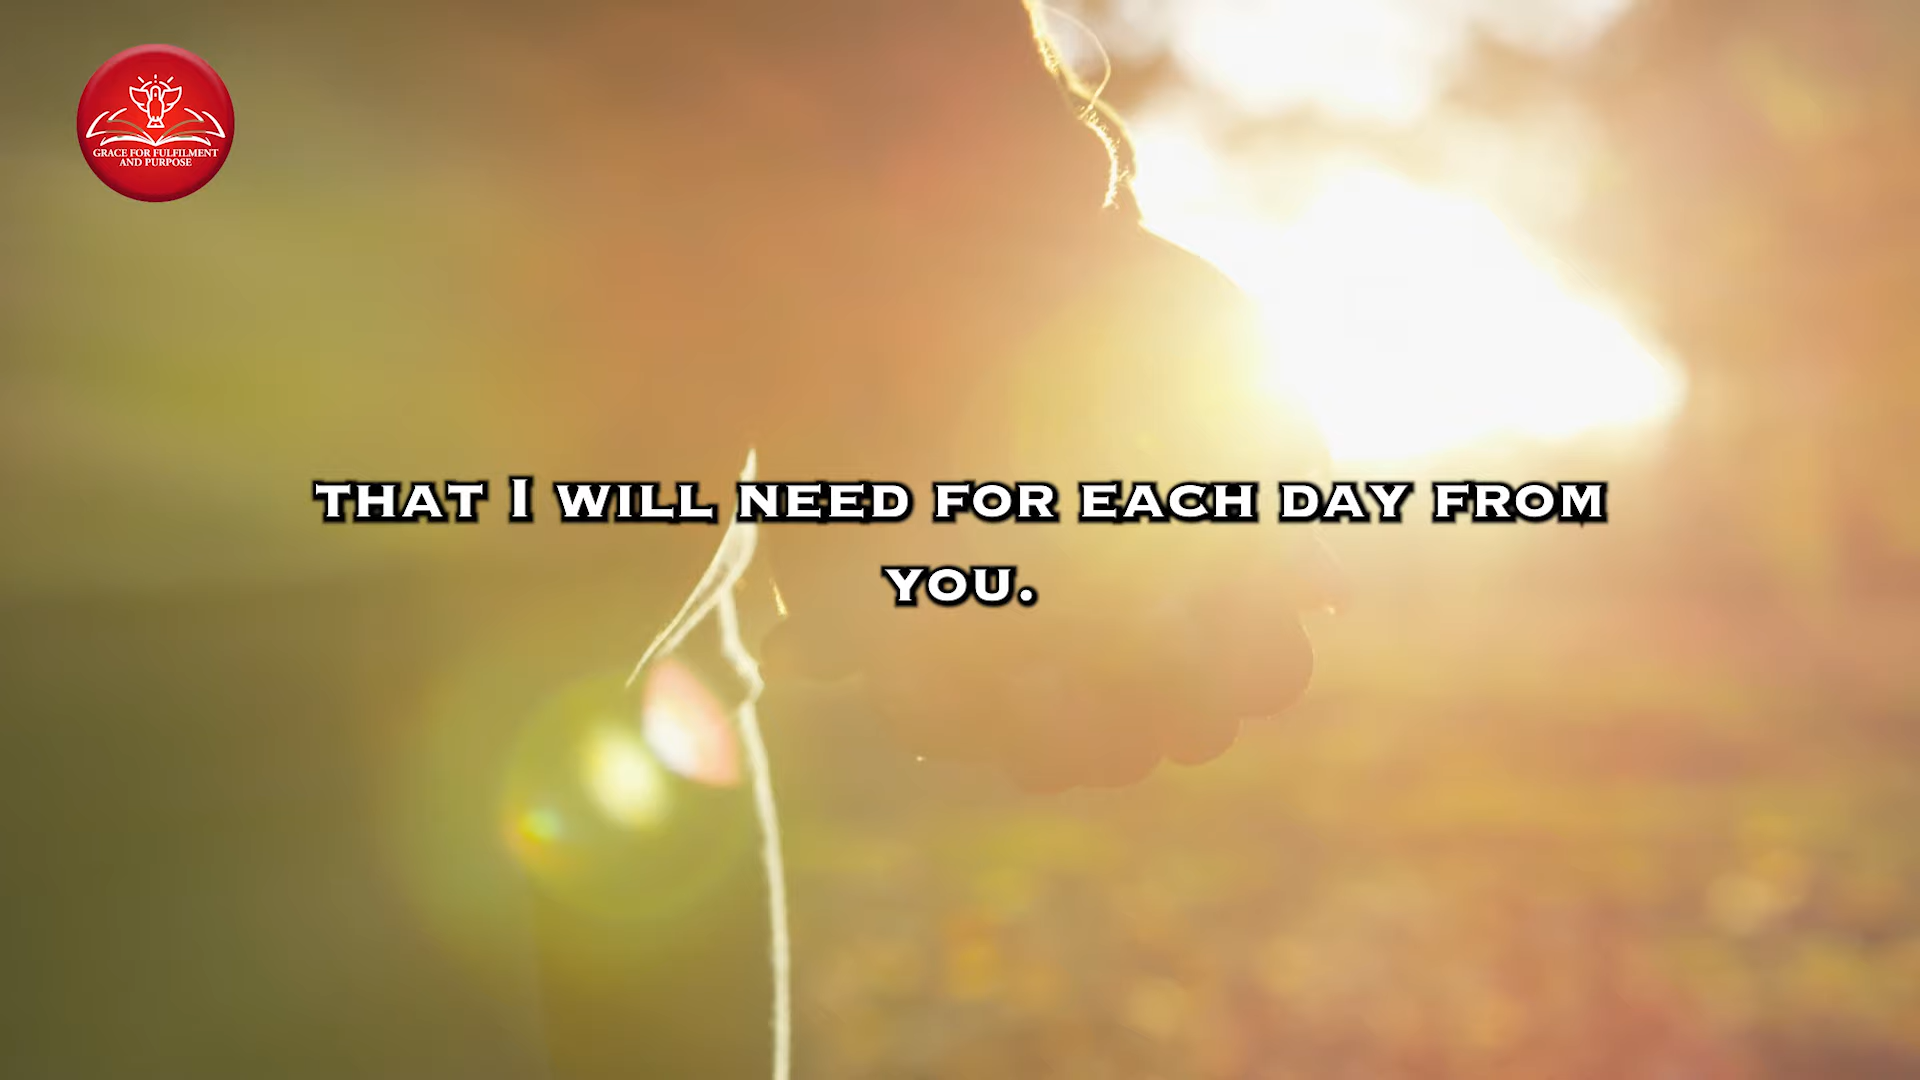 GRACE FOR FULFILMENT
AND PURPOSE
THAT I WILL NEED FOR EACH DAY FROM
YOU.